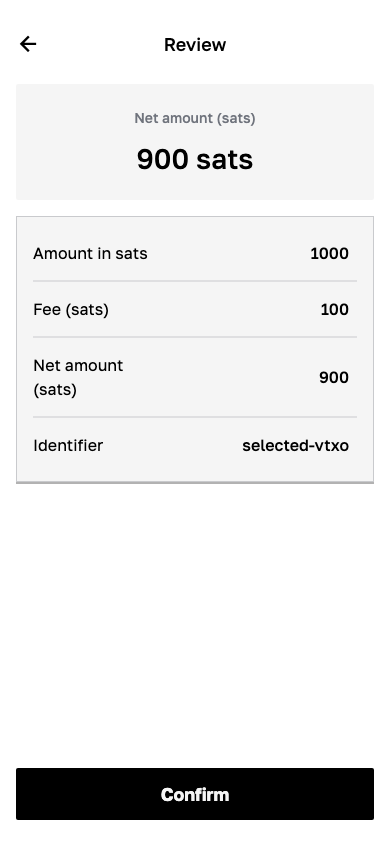 Review
Net amount (sats)
900 sats
Amount in sats 1000
Fee (sats) 100
Net amount
(sats) 900
Identifier selected-vtxo
Confirm